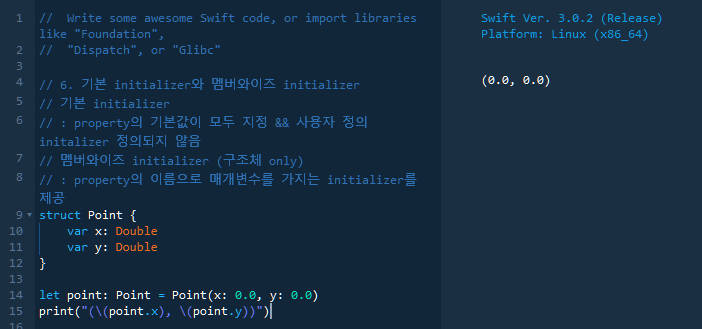 1 //  Write some awesome Swift code, or import libraries
like "Foundation",
2 //  "Dispatch", or "Glibc"
3
4 // 6. 기본 initializer와 멤버와이즈 initializer
5 // 기본 initializer
6 // : property의 기본값이 모두 지정 && 사용자 정의
initalizer 정의되지 않음
7 // 멤버와이즈 initializer (구조체 only)
8 // : property의 이름으로 매개변수를 가지는 initializer를
제공
9 struct Point {
10     var x: Double
11     var y: Double
12 }
13
14 let point: Point = Point(x: 0.0, y: 0.0)
15 print("(\(point.x), \(point.y))")
16
Swift Ver. 3.0.2 (Release)
Platform: Linux (x86_64)
(0.0, 0.0)